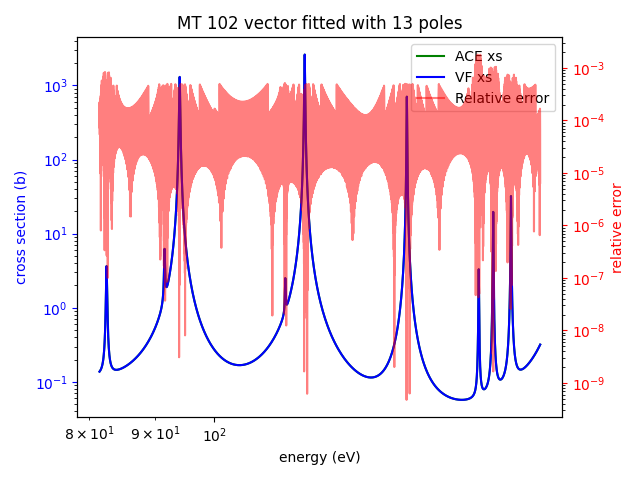 MT 102 vector fitted with 13 poles
ACE xs
VF xs
Relative error
cross section (b)
10³
10²
10¹
10⁰
10⁻¹
relative error
10⁻³
10⁻⁴
10⁻⁵
10⁻⁶
10⁻⁷
10⁻⁸
10⁻⁹
8 × 10¹ 9 × 10¹ 10²
energy (eV)